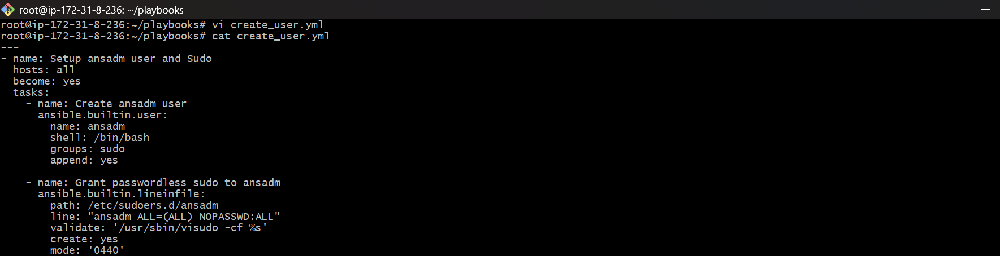 root@ip-172-31-8-236: ~/playbooks
root@ip-172-31-8-236:~/playbooks# vi create_user.yml
root@ip-172-31-8-236:~/playbooks# cat create_user.yml
---
- name: Setup ansadm user and Sudo
  hosts: all
  become: yes
  tasks:
    - name: Create ansadm user
      ansible.builtin.user:
        name: ansadm
        shell: /bin/bash
        groups: sudo
        append: yes

    - name: Grant passwordless sudo to ansadm
      ansible.builtin.lineinfile:
        path: /etc/sudoers.d/ansadm
        line: "ansadm ALL=(ALL) NOPASSWD:ALL"
        validate: '/usr/sbin/visudo -cf %s'
        create: yes
        mode: '0440'